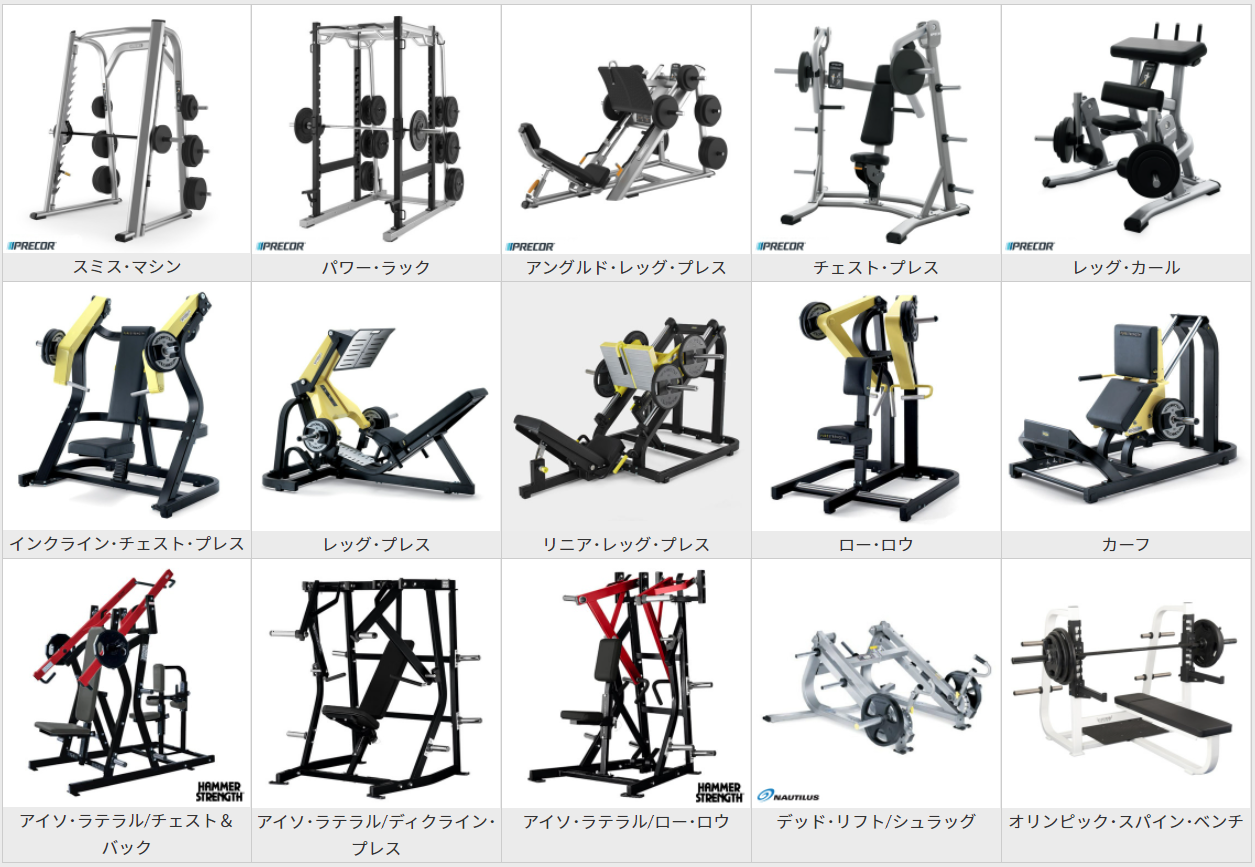 PRECOR
PRECOR
PRECOR
PRECOR
PRECOR
スミス・マシン
パワー・ラック
アングルド・レッグ・プレス
チェスト・プレス
レッグ・カール
インクライン・チェスト・プレス
レッグ・プレス
リニア・レッグ・プレス
ロー・ロウ
カーフ
HAMMER
STRENGTH
HAMMER
STRENGTH
NAUTILUS
アイソ・ラテラル/チェスト＆
バック
アイソ・ラテラル/ディクライン・
プレス
アイソ・ラテラル/ロー・ロウ
デッド・リフト/シュラッグ
オリンピック・スパイン・ベンチ